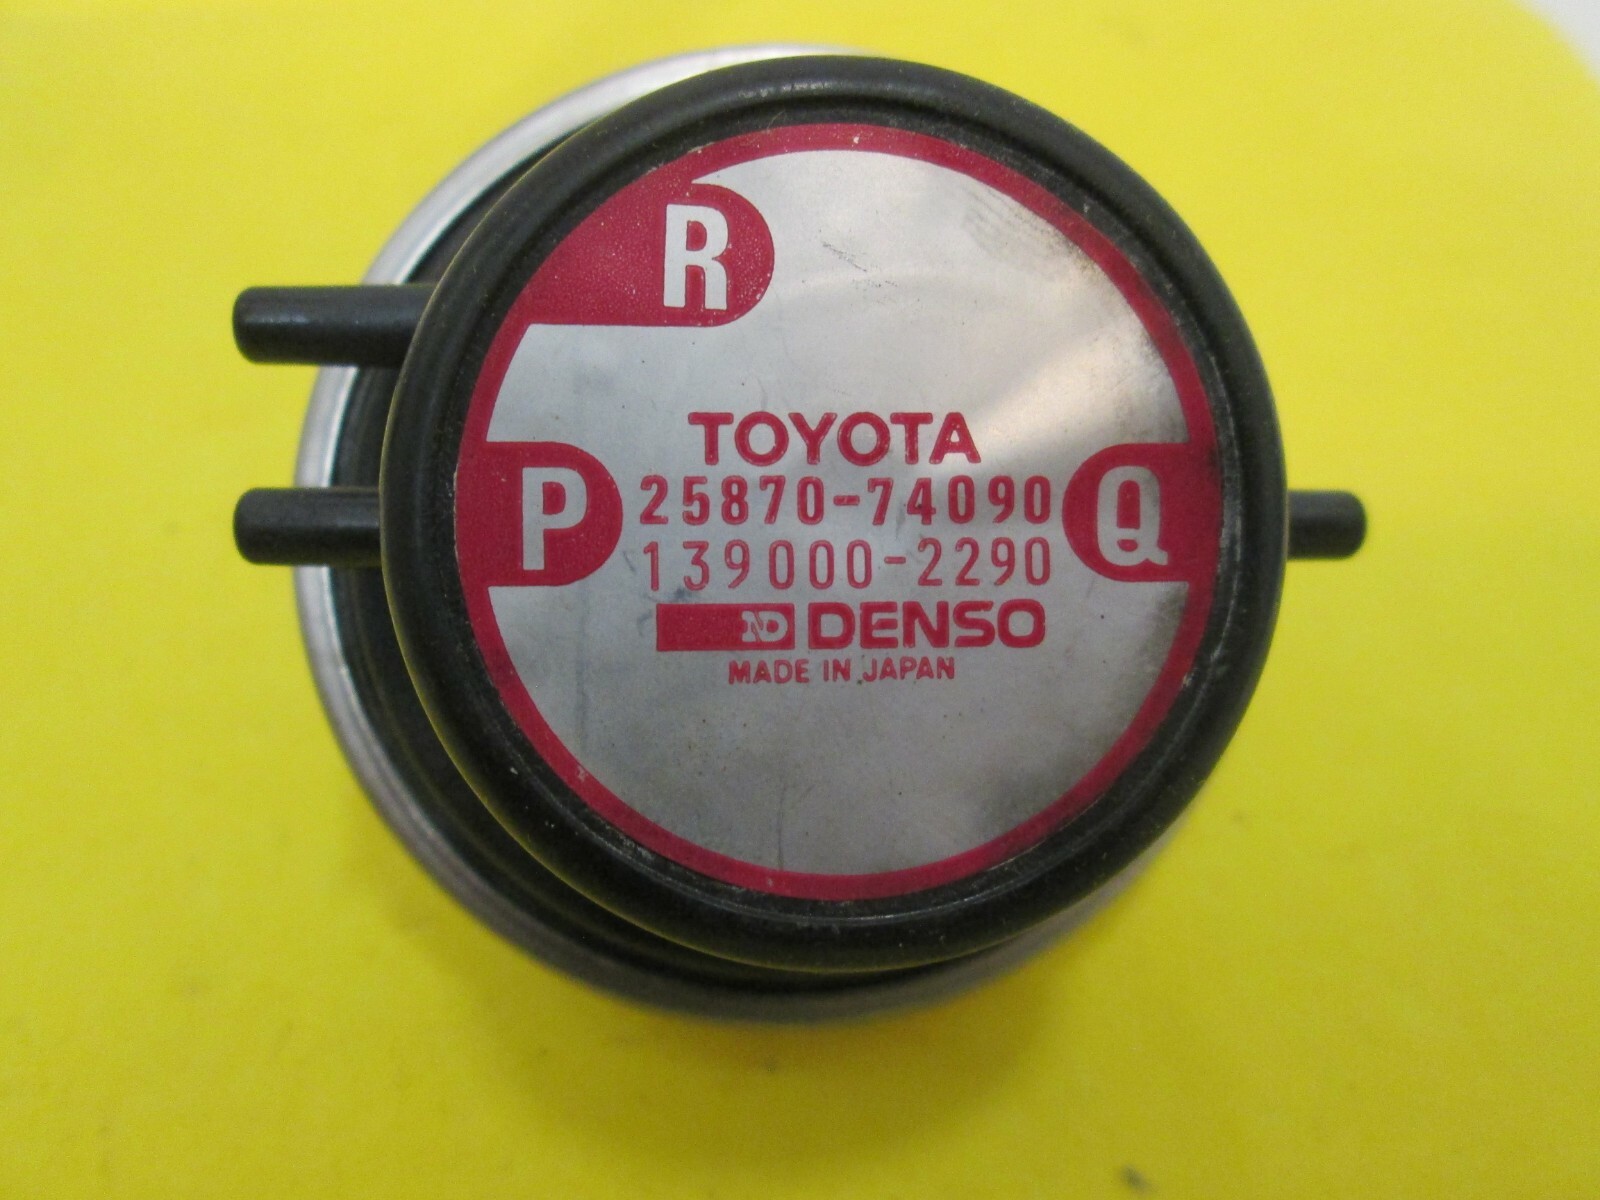 R
TOYOTA
P 25870-74090 Q
139000-2290
ND DENSO
MADE IN JAPAN